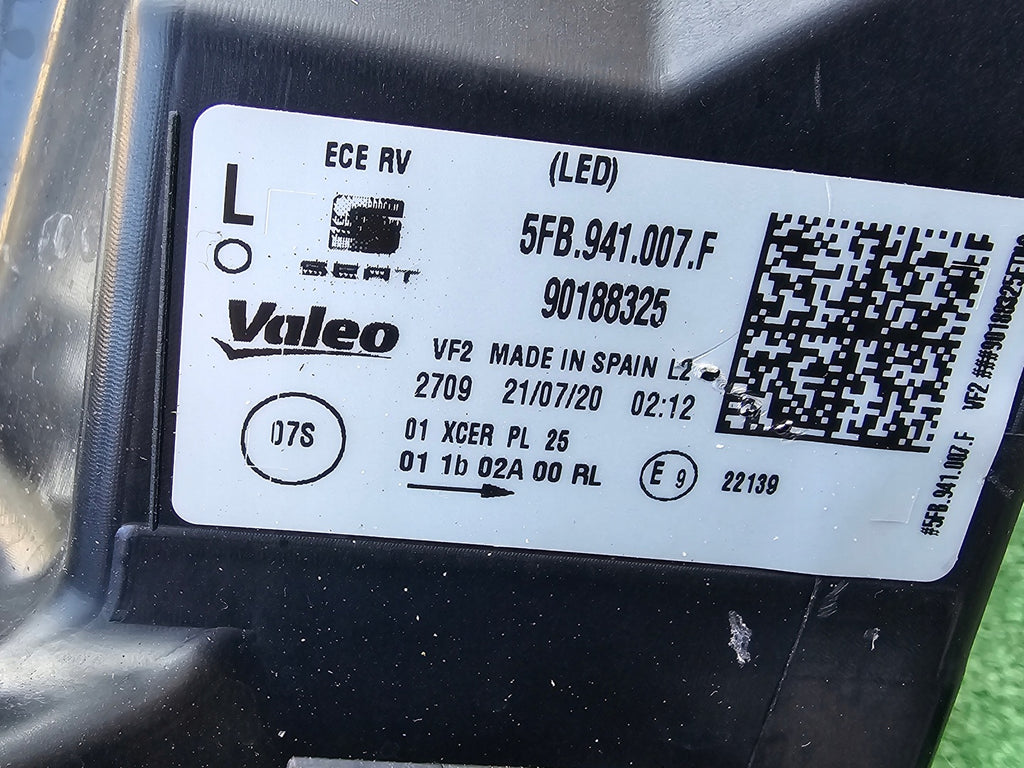 ECE RV
(LED)
L
O
SEAT
5FB.941.007.F
90188325
Valeo
VF2 MADE IN SPAIN L2
2709 21/07/20 02:12
07S
01 XCER PL 25
01 1b 02A 00 RL
E 9
22139
#5FB.941.007.F VF2